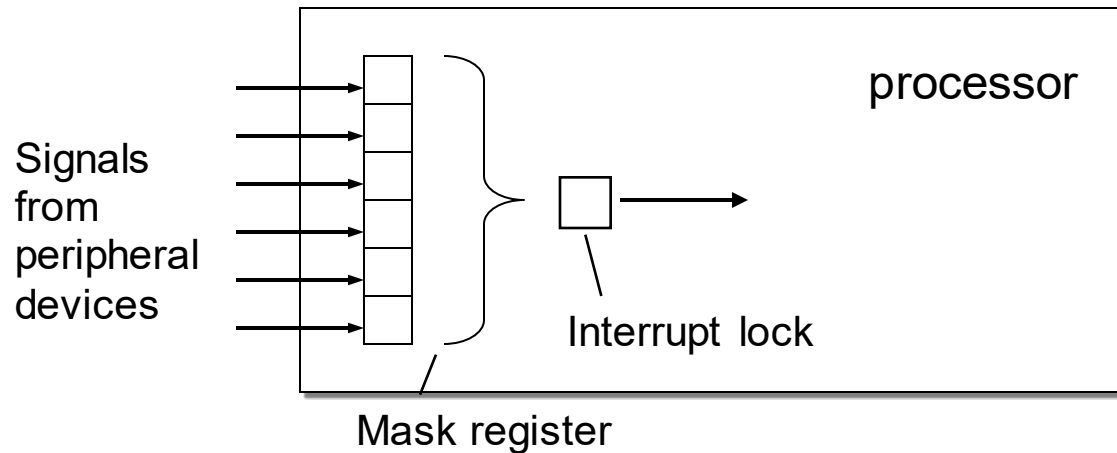 processor
Signals
from
peripheral
devices
Interrupt lock
Mask register